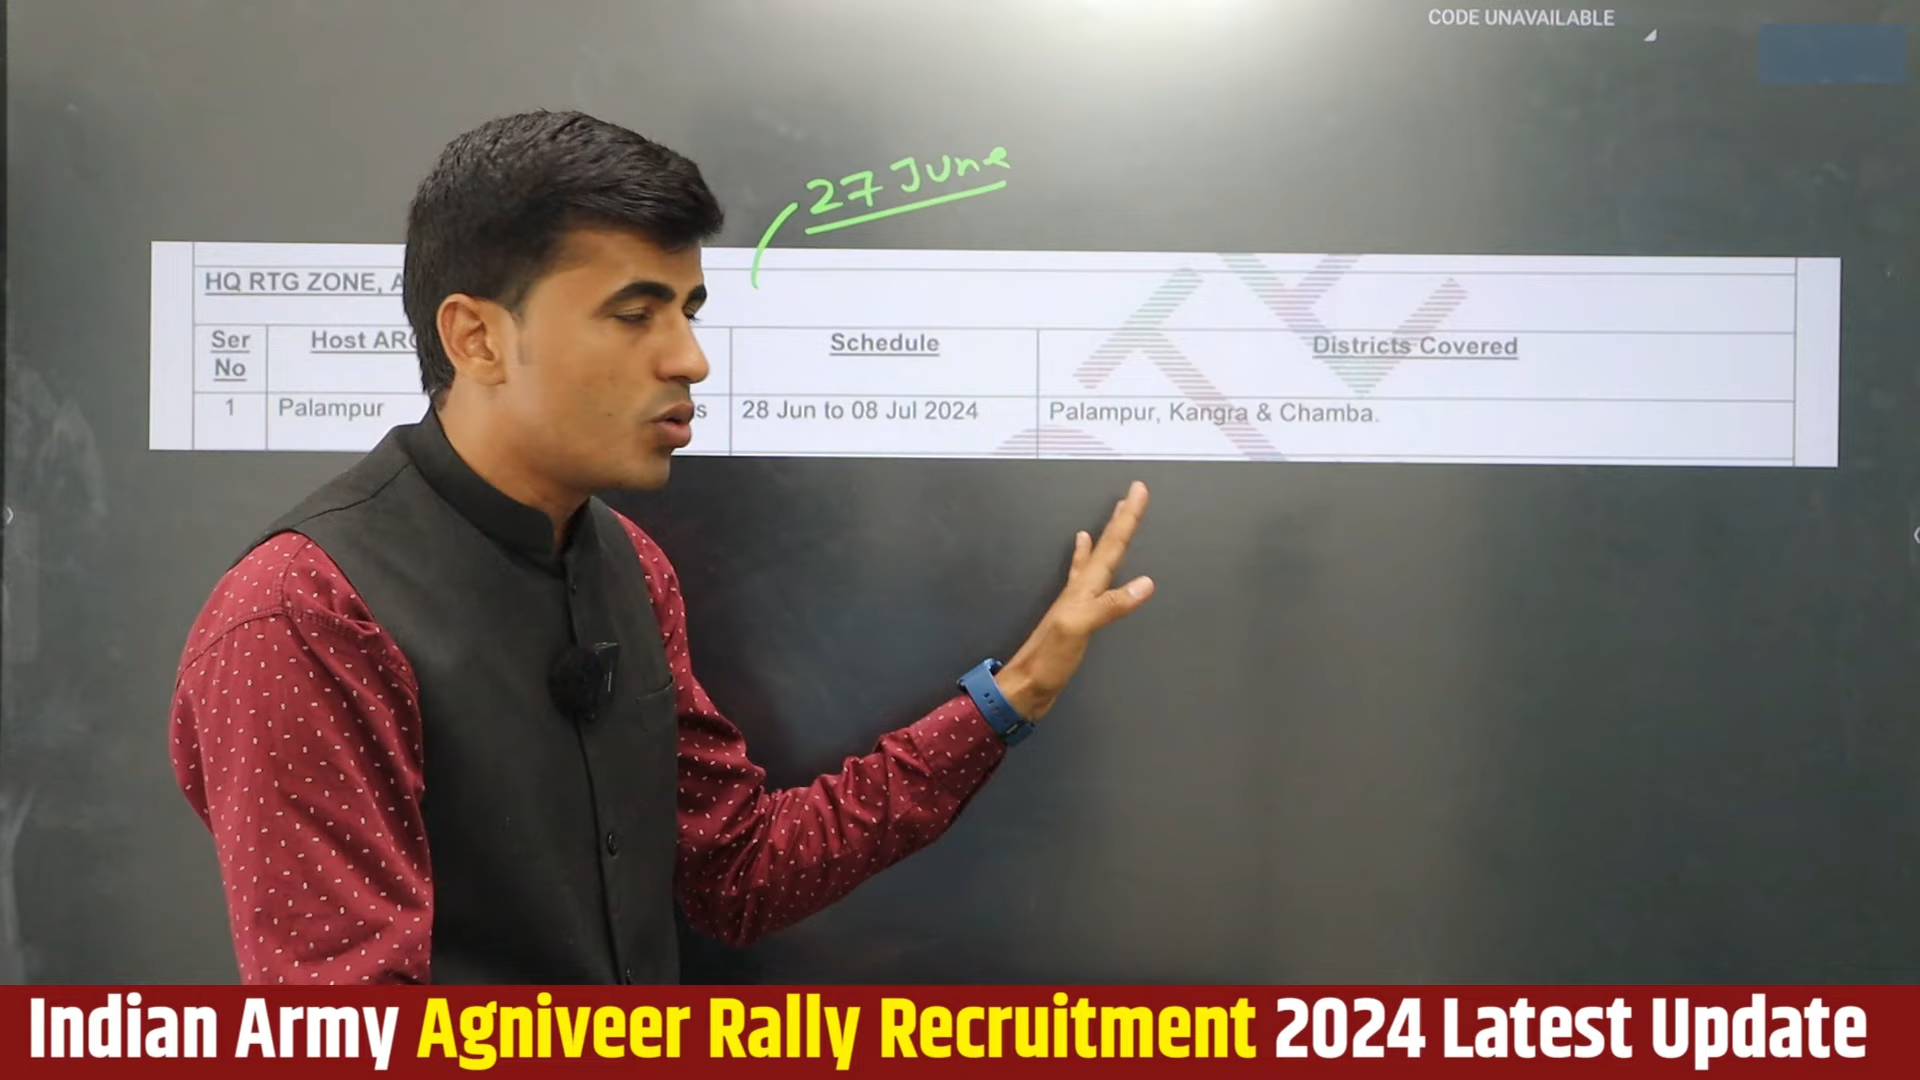 CODE UNAVAILABLE
27 June
HQ RTG ZONE, A
Ser No
Host ARO
Schedule
Districts Covered
1
Palampur
28 Jun to 08 Jul 2024
Palampur, Kangra & Chamba.
Indian Army Agniveer Rally Recruitment 2024 Latest Update